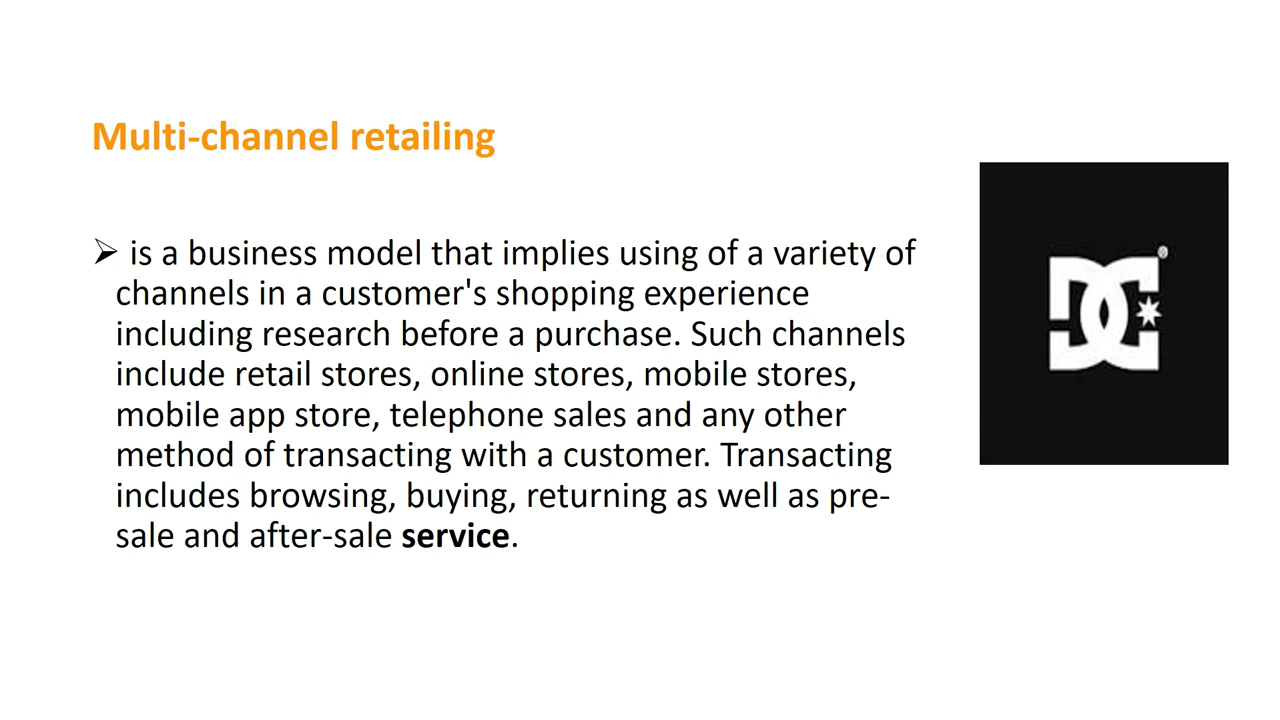 Multi-channel retailing
➢ is a business model that implies using of a variety of
channels in a customer's shopping experience
including research before a purchase. Such channels
include retail stores, online stores, mobile stores,
mobile app store, telephone sales and any other
method of transacting with a customer. Transacting
includes browsing, buying, returning as well as pre-
sale and after-sale service.
DC®